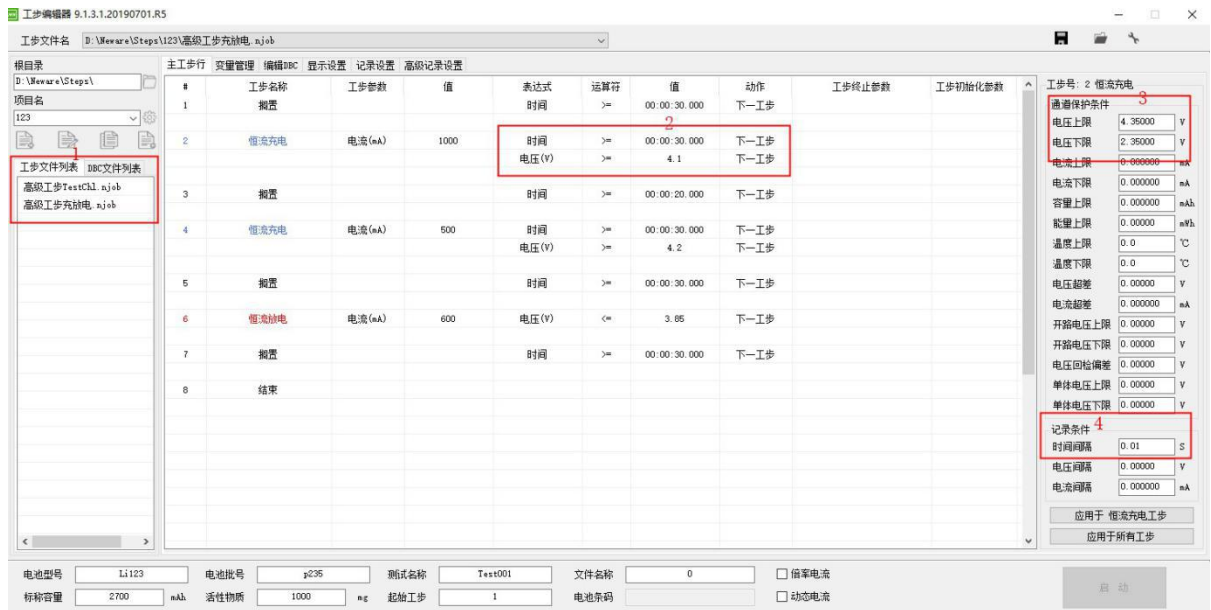 工步编辑器 9.1.3.1.20190701.R5
工步文件名 D:\Neware\Steps\123\高级工步充放电.njob
根目录
D:\Neware\Steps\
项目名
123
1
工步文件列表 DBC文件列表
高级工步TestChl.njob
高级工步充放电.njob
主工步行 变量管理 编辑DBC 显示设置 记录设置 高级记录设置
# 工步名称 工步参数 值 表达式 运算符 值 动作 工步终止参数 工步初始化参数
1 搁置 时间 >= 00:00:30.000 下一工步
2
2 恒流充电 电流(mA) 1000 时间 >= 00:00:30.000 下一工步
电压(V) >= 4.1 下一工步
3 搁置 时间 >= 00:00:20.000 下一工步
4 恒流充电 电流(mA) 500 时间 >= 00:00:30.000 下一工步
电压(V) >= 4.2 下一工步
5 搁置 时间 >= 00:00:30.000 下一工步
6 恒流放电 电流(mA) 600 电压(V) <= 3.85 下一工步
7 搁置 时间 >= 00:00:30.000 下一工步
8 结束
工步号: 2 恒流充电
通道保护条件 3
电压上限 4.35000 V
电压下限 2.35000 V
电流上限 0.000000 mA
电流下限 0.000000 mA
容量上限 0.000000 mAh
能量上限 0.00000 mWh
温度上限 0.0 ℃
温度下限 0.0 ℃
电压超差 0.00000 V
电流超差 0.000000 mA
开路电压上限 0.00000 V
开路电压下限 0.00000 V
电压回检偏差 0.00000 V
单体电压上限 0.00000 V
单体电压下限 0.00000 V
记录条件 4
时间间隔 0.01 S
电压间隔 0.00000 V
电流间隔 0.000000 mA
应用于 恒流充电工步
应用于所有工步
电池型号 Li123 电池批号 p235 测试名称 Test001 文件名称 0 倍率电流
标称容量 2700 mAh 活性物质 1000 mg 起始工步 1 电池条码 动态电流
启 动